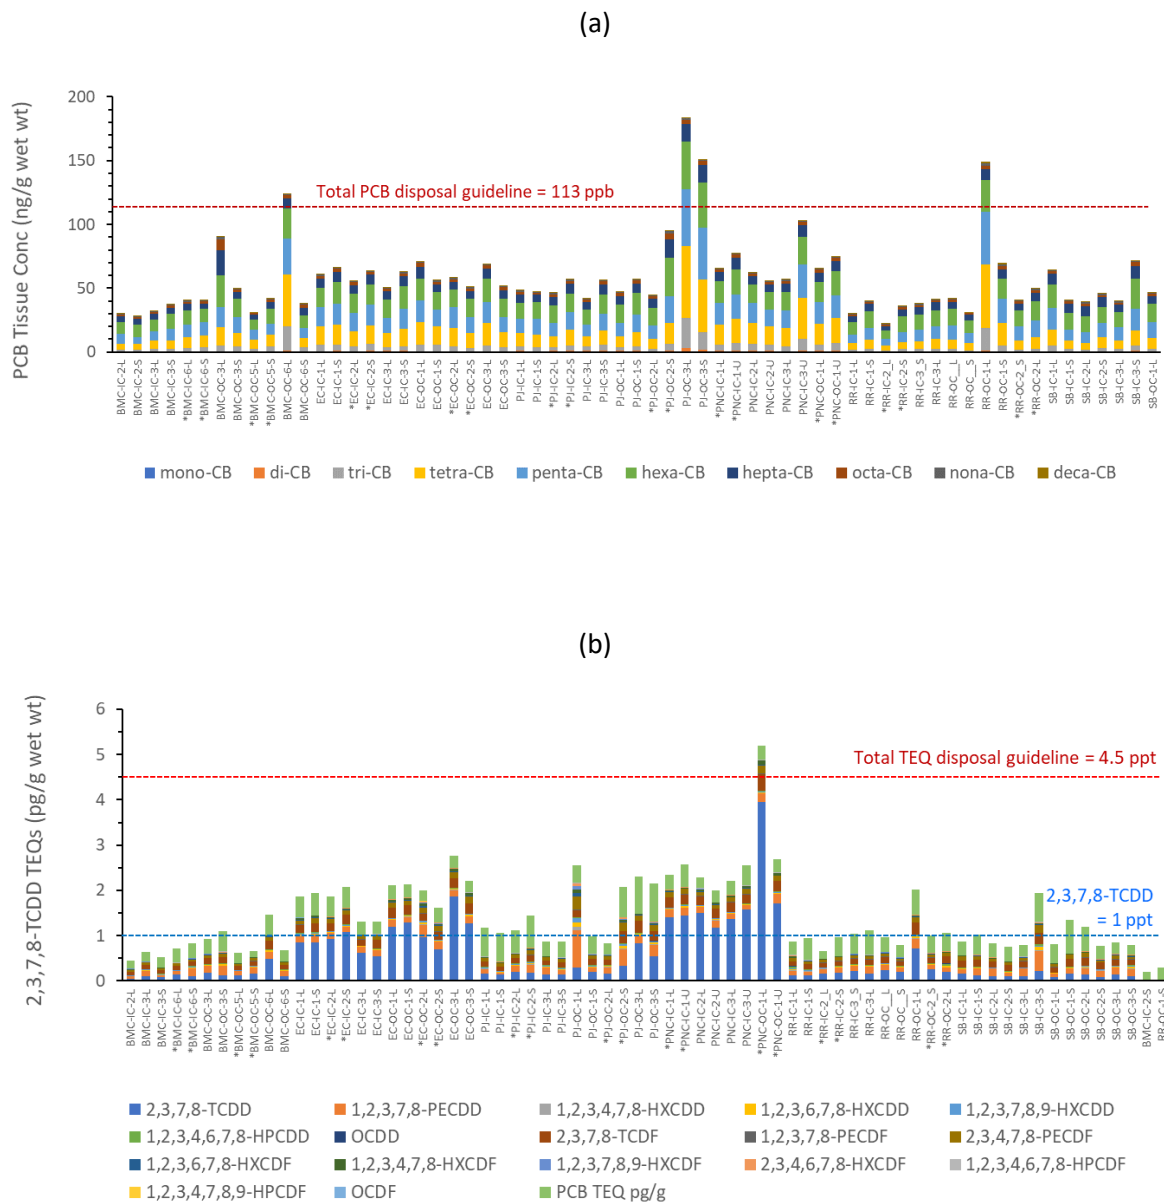 (a)
PCB Tissue Conc (ng/g wet wt)
200
150
100
50
0
Total PCB disposal guideline = 113 ppb
BMC-IC-2-L
BMC-IC-2-S
BMC-IC-3-L
BMC-IC-3-S
*BMC-IC-6-L
*BMC-IC-6-S
BMC-OC-3-L
BMC-OC-3-S
*BMC-OC-5-L
*BMC-OC-5-S
BMC-OC-6-L
BMC-OC-6-S
EC-IC-1-L
EC-IC-1-S
*EC-IC-2-L
*EC-IC-2-S
EC-IC-3-L
EC-IC-3-S
EC-OC-1-L
EC-OC-1-S
*EC-OC-2-L
*EC-OC-2-S
EC-OC-3-L
EC-OC-3-S
PJ-IC-1-L
PJ-IC-1-S
*PJ-IC-2-L
*PJ-IC-2-S
PJ-IC-3-L
PJ-IC-3-S
PJ-OC-1-L
PJ-OC-1-S
*PJ-OC-2-L
*PJ-OC-2-S
PJ-OC-3-L
PJ-OC-3-S
*PNC-IC-1-L
*PNC-IC-1-U
PNC-IC-2-L
PNC-IC-2-U
PNC-IC-3-L
PNC-IC-3-U
*PNC-OC-1-L
*PNC-OC-1-U
RR-IC-1-L
RR-IC-1-S
*RR-IC-2_L
*RR-IC-2-S
RR-IC-3_S
RR-IC-3-L
RR-OC__L
RR-OC__S
RR-OC-1-L
RR-OC-1-S
*RR-OC-2_S
*RR-OC-2-L
SB-IC-1-L
SB-IC-1-S
SB-IC-2-L
SB-IC-2-S
SB-IC-3-L
SB-IC-3-S
SB-OC-1-L
mono-CB di-CB tri-CB tetra-CB penta-CB hexa-CB hepta-CB octa-CB nona-CB deca-CB
(b)
2,3,7,8-TCDD TEQs (pg/g wet wt)
6
5
4
3
2
1
0
Total TEQ disposal guideline = 4.5 ppt
2,3,7,8-TCDD
= 1 ppt
BMC-IC-2-L
BMC-IC-3-L
BMC-IC-3-S
*BMC-IC-6-L
*BMC-IC-6-S
BMC-OC-3-L
BMC-OC-3-S
*BMC-OC-5-L
*BMC-OC-5-S
BMC-OC-6-L
BMC-OC-6-S
EC-IC-1-L
EC-IC-1-S
*EC-IC-2-L
*EC-IC-2-S
EC-IC-3-L
EC-IC-3-S
EC-OC-1-L
EC-OC-1-S
*EC-OC-2-L
*EC-OC-2-S
EC-OC-3-L
EC-OC-3-S
PJ-IC-1-L
PJ-IC-1-S
*PJ-IC-2-L
*PJ-IC-2-S
PJ-IC-3-L
PJ-IC-3-S
PJ-OC-1-L
PJ-OC-1-S
*PJ-OC-2-L
*PJ-OC-2-S
PJ-OC-3-L
PJ-OC-3-S
*PNC-IC-1-L
*PNC-IC-1-U
PNC-IC-2-L
PNC-IC-2-U
PNC-IC-3-L
PNC-IC-3-U
*PNC-OC-1-L
*PNC-OC-1-U
RR-IC-1-L
RR-IC-1-S
*RR-IC-2_L
*RR-IC-2-S
RR-IC-3_S
RR-IC-3-L
RR-OC__L
RR-OC__S
RR-OC-1-L
*RR-OC-2_S
*RR-OC-2-L
SB-IC-1-L
SB-IC-1-S
SB-IC-2-L
SB-IC-2-S
SB-IC-3-L
SB-IC-3-S
SB-OC-1-L
SB-OC-1-S
SB-OC-2-L
SB-OC-2-S
SB-OC-3-L
SB-OC-3-S
BMC-IC-2-S
RR-OC-1-S
2,3,7,8-TCDD 1,2,3,7,8-PECDD 1,2,3,4,7,8-HXCDD 1,2,3,6,7,8-HXCDD 1,2,3,7,8,9-HXCDD
1,2,3,4,6,7,8-HPCDD OCDD 2,3,7,8-TCDF 1,2,3,7,8-PECDF 2,3,4,7,8-PECDF
1,2,3,6,7,8-HXCDF 1,2,3,4,7,8-HXCDF 1,2,3,7,8,9-HXCDF 2,3,4,6,7,8-HXCDF 1,2,3,4,6,7,8-HPCDF
1,2,3,4,7,8,9-HPCDF OCDF PCB TEQ pg/g